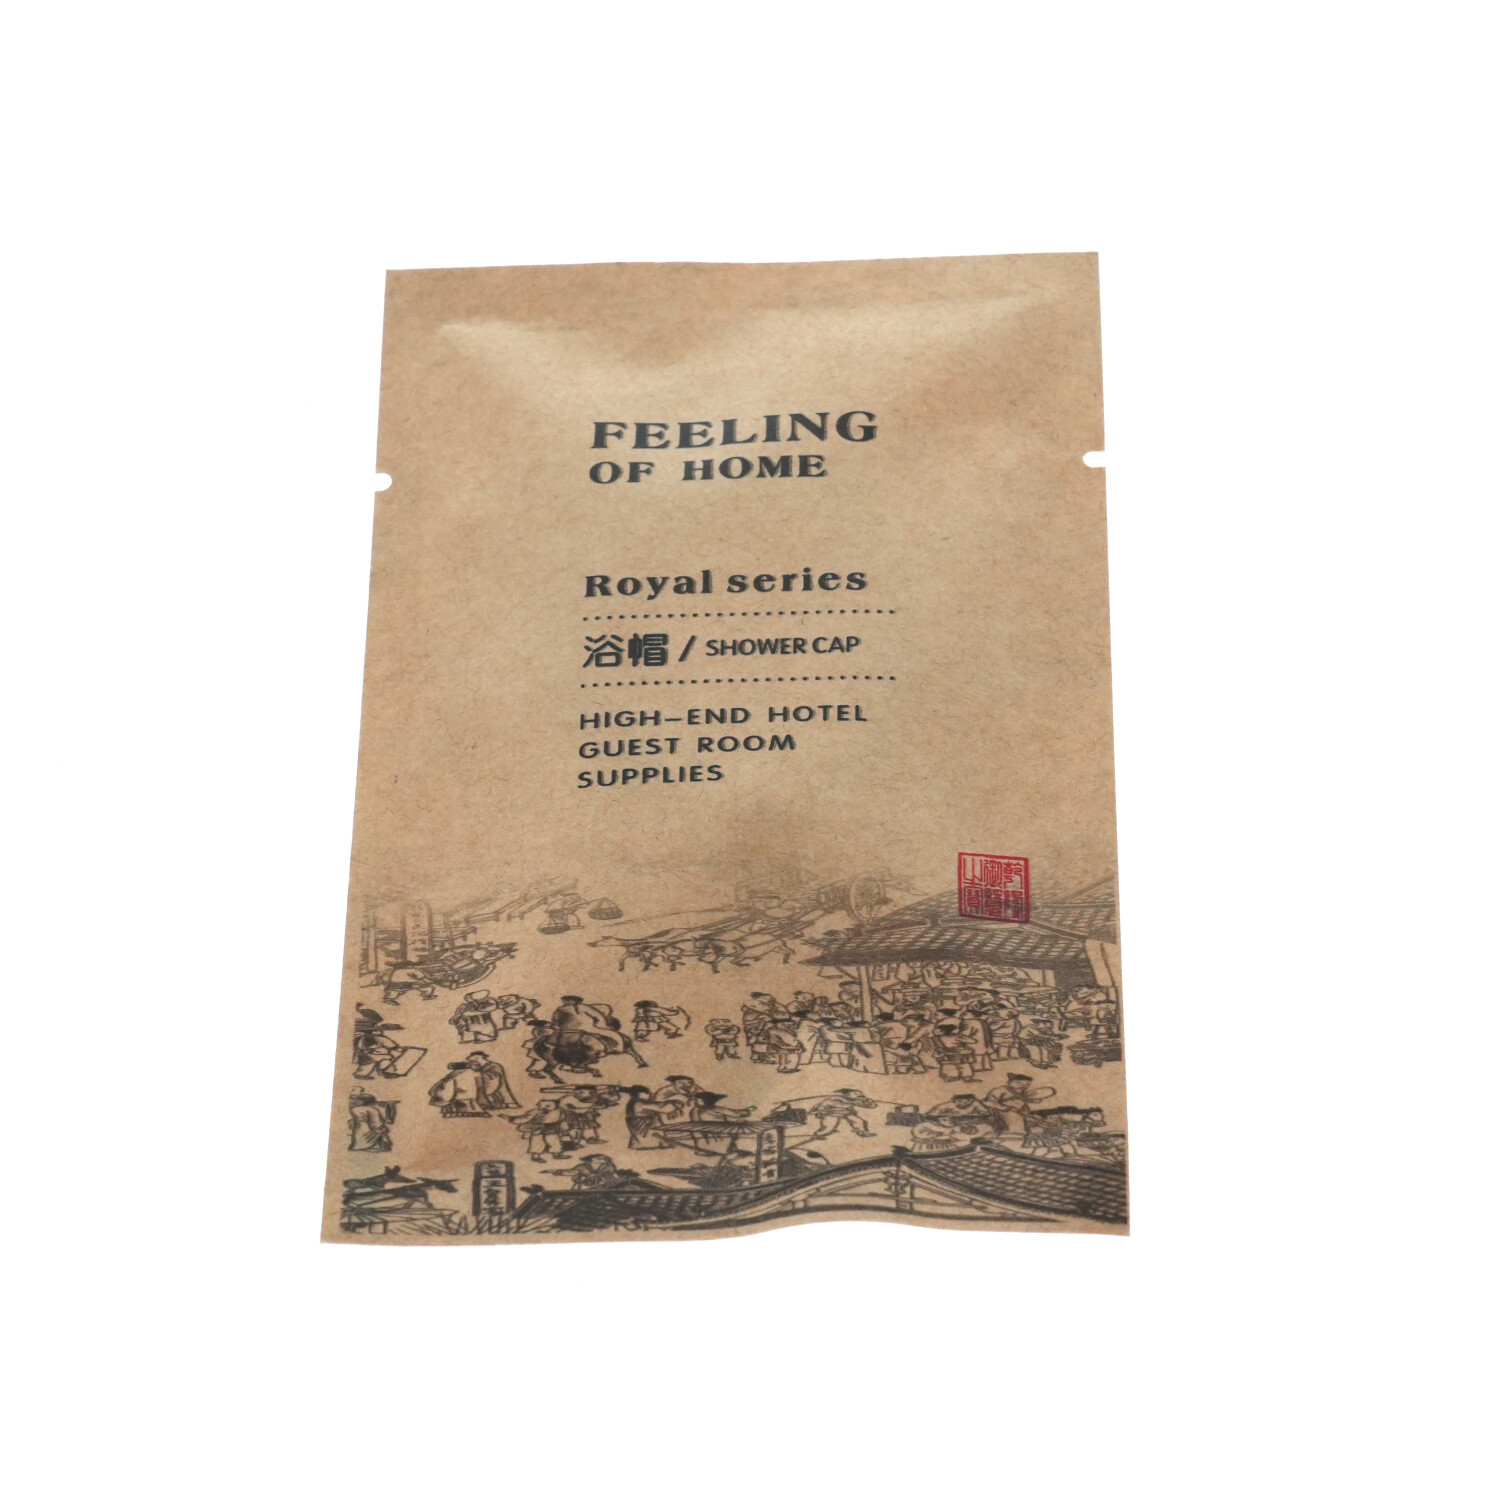 FEELING
OF HOME
Royal series
浴帽 / SHOWER CAP
HIGH-END HOTEL
GUEST ROOM
SUPPLIES